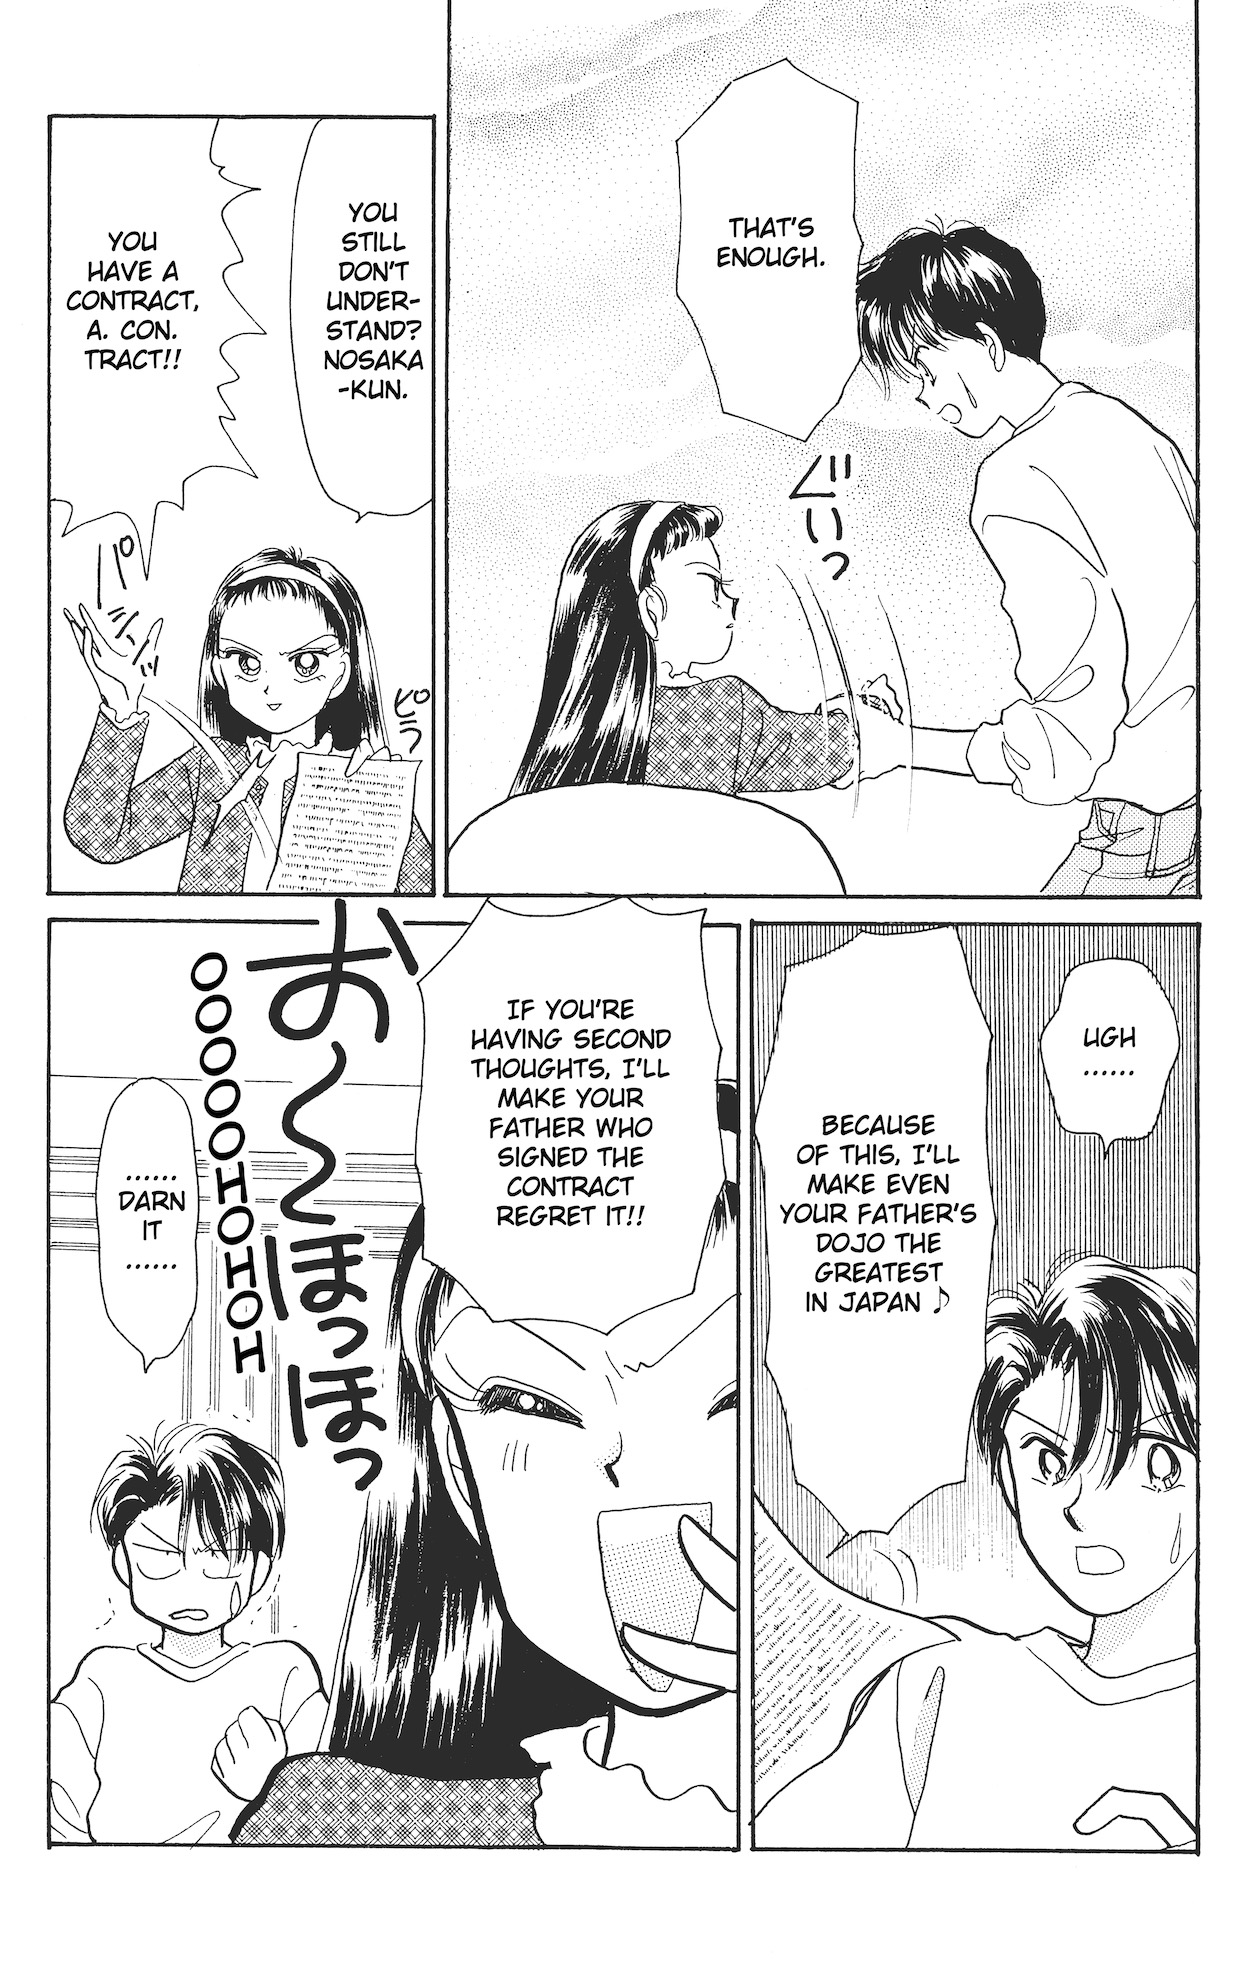 THAT'S
ENOUGH.
ぐいっ
YOU
STILL
DON'T
UNDER-
STAND?
NOSAKA
-KUN.
YOU
HAVE A
CONTRACT,
A. CON.
TRACT!!
パシーッ
ピラ
UGH
......
BECAUSE
OF THIS, I'LL
MAKE EVEN
YOUR FATHER'S
DOJO THE
GREATEST
IN JAPAN ♪
IF YOU'RE
HAVING SECOND
THOUGHTS, I'LL
MAKE YOUR
FATHER WHO
SIGNED THE
CONTRACT
REGRET IT!!
お〜ほっほっ
OOOOOHOHOHOH
......
DARN
IT
......